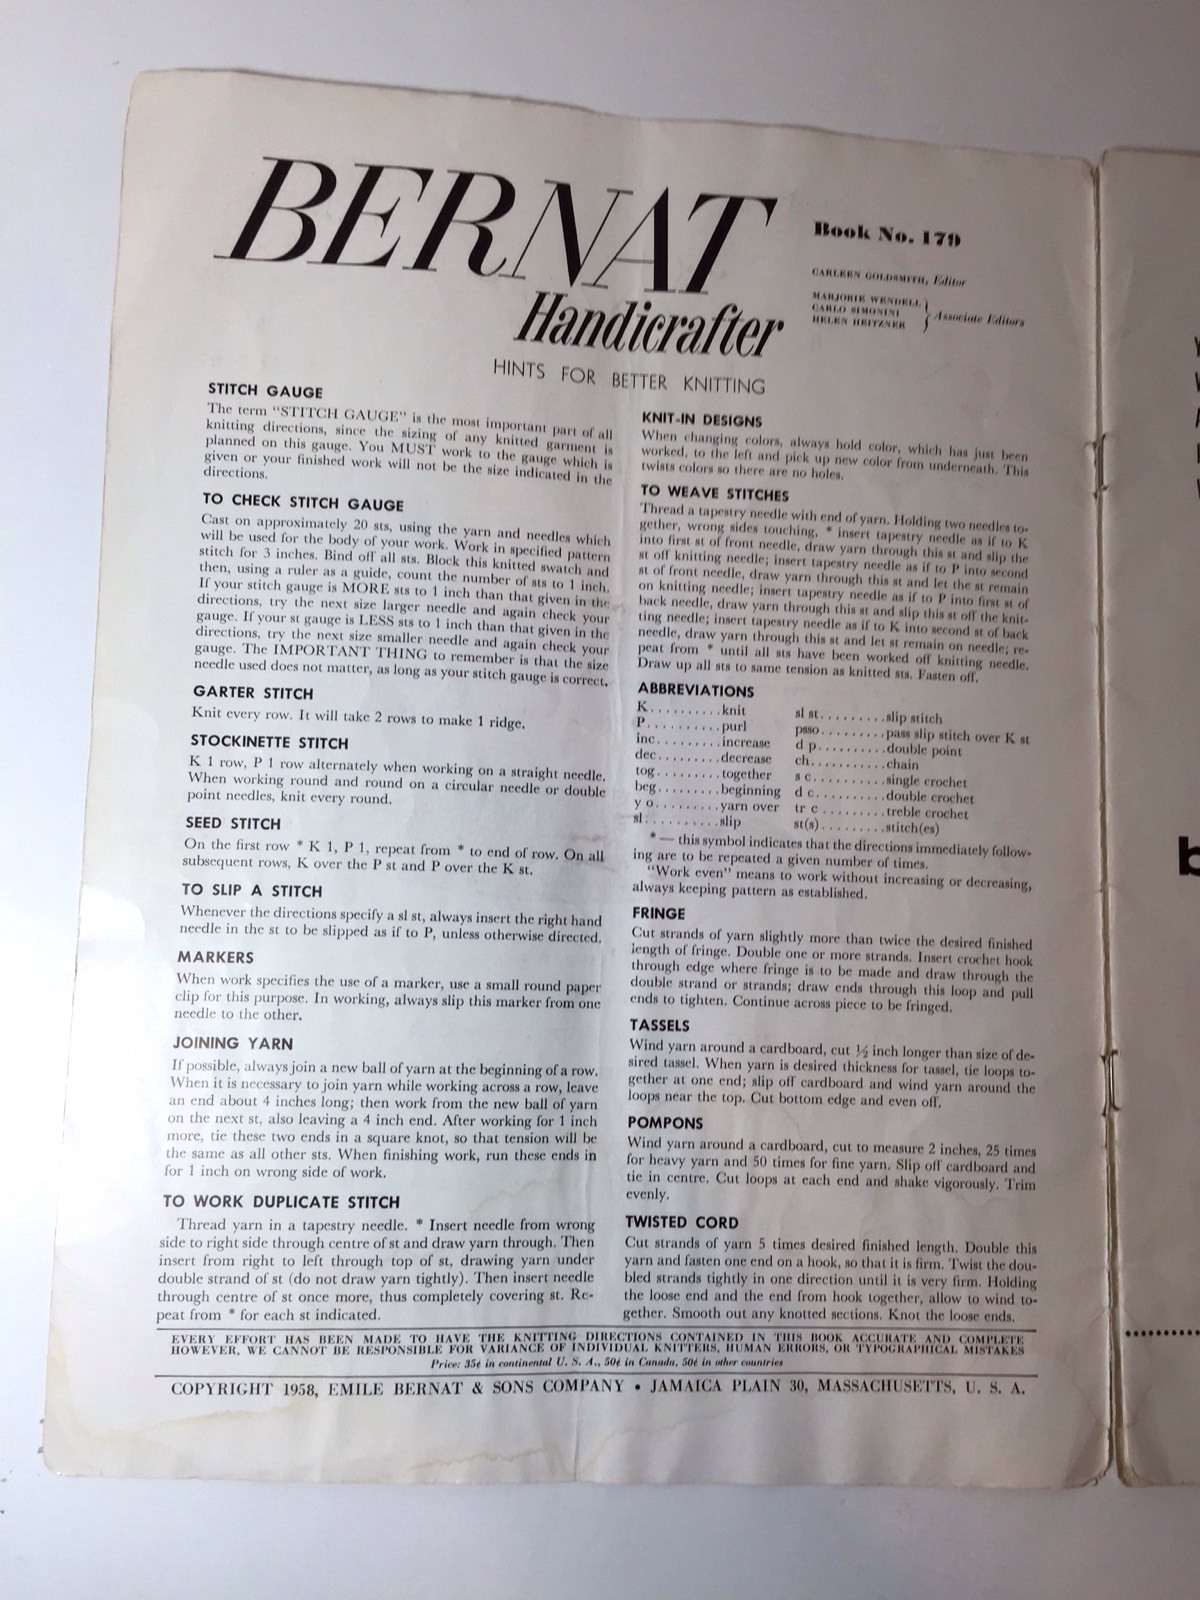 BERNAT
Handicrafter
Book No. 179
CARLEEN GOLDSMITH, Editor
MARJORIE WENDELL
CARLO SIMONINI
HELEN HEITZNER
Associate Editors
HINTS FOR BETTER KNITTING
STITCH GAUGE
The term "STITCH GAUGE" is the most important part of all
knitting directions, since the sizing of any knitted garment is
planned on this gauge. You MUST work to the gauge which is
given or your finished work will not be the size indicated in the
directions.
TO CHECK STITCH GAUGE
Cast on approximately 20 sts, using the yarn and needles which
will be used for the body of your work. Work in specified pattern
stitch for 3 inches. Bind off all sts. Block this knitted swatch and
then, using a ruler as a guide, count the number of sts to 1 inch.
If your stitch gauge is MORE sts to 1 inch than that given in the
directions, try the next size larger needle and again check your
gauge. If your st gauge is LESS sts to 1 inch than that given in the
directions, try the next size smaller needle and again check your
gauge. The IMPORTANT THING to remember is that the size
needle used does not matter, as long as your stitch gauge is correct.
GARTER STITCH
Knit every row. It will take 2 rows to make 1 ridge.
STOCKINETTE STITCH
K 1 row, P 1 row alternately when working on a straight needle.
When working round and round on a circular needle or double
point needles, knit every round.
SEED STITCH
On the first row * K 1, P 1, repeat from * to end of row. On all
subsequent rows, K over the P st and P over the K st.
TO SLIP A STITCH
Whenever the directions specify a sl st, always insert the right hand
needle in the st to be slipped as if to P, unless otherwise directed.
MARKERS
When work specifies the use of a marker, use a small round paper
clip for this purpose. In working, always slip this marker from one
needle to the other.
JOINING YARN
If possible, always join a new ball of yarn at the beginning of a row.
When it is necessary to join yarn while working across a row, leave
an end about 4 inches long; then work from the new ball of yarn
on the next st, also leaving a 4 inch end. After working for 1 inch
more, tie these two ends in a square knot, so that tension will be
the same as all other sts. When finishing work, run these ends in
for 1 inch on wrong side of work.
TO WORK DUPLICATE STITCH
Thread yarn in a tapestry needle. * Insert needle from wrong
side to right side through centre of st and draw yarn through. Then
insert from right to left through top of st, drawing yarn under
double strand of st (do not draw yarn tightly). Then insert needle
through centre of st once more, thus completely covering st. Re-
peat from * for each st indicated.
KNIT-IN DESIGNS
When changing colors, always hold color, which has just been
worked, to the left and pick up new color from underneath. This
twists colors so there are no holes.
TO WEAVE STITCHES
Thread a tapestry needle with end of yarn. Holding two needles to-
gether, wrong sides touching, * insert tapestry needle as if to K
into first st of front needle, draw yarn through this st and slip the
st off knitting needle; insert tapestry needle as if to P into second
st of front needle, draw yarn through this st and let the st remain
on knitting needle; insert tapestry needle as if to P into first st of
back needle, draw yarn through this st and slip this st off the knit-
ting needle; insert tapestry needle as if to K into second st of back
needle, draw yarn through this st and let st remain on needle; re-
peat from * until all sts have been worked off knitting needle.
Draw up all sts to same tension as knitted sts. Fasten off.
ABBREVIATIONS
K..........knit
P..........purl
inc.........increase
dec.........decrease
tog.........together
beg.........beginning
y o.........yarn over
sl..........slip
sl st.........slip stitch
psso.........pass slip stitch over K st
d p..........double point
ch...........chain
s c..........single crochet
d c..........double crochet
tr c.........treble crochet
st(s).........stitch(es)
* — this symbol indicates that the directions immediately follow-
ing are to be repeated a given number of times.
"Work even" means to work without increasing or decreasing,
always keeping pattern as established.
FRINGE
Cut strands of yarn slightly more than twice the desired finished
length of fringe. Double one or more strands. Insert crochet hook
through edge where fringe is to be made and draw through the
double strand or strands; draw ends through this loop and pull
ends to tighten. Continue across piece to be fringed.
TASSELS
Wind yarn around a cardboard, cut ½ inch longer than size of de-
sired tassel. When yarn is desired thickness for tassel, tie loops to-
gether at one end; slip off cardboard and wind yarn around the
loops near the top. Cut bottom edge and even off.
POMPONS
Wind yarn around a cardboard, cut to measure 2 inches, 25 times
for heavy yarn and 50 times for fine yarn. Slip off cardboard and
tie in centre. Cut loops at each end and shake vigorously. Trim
evenly.
TWISTED CORD
Cut strands of yarn 5 times desired finished length. Double this
yarn and fasten one end on a hook, so that it is firm. Twist the dou-
bled strands tightly in one direction until it is very firm. Holding
the loose end and the end from hook together, allow to wind to-
gether. Smooth out any knotted sections. Knot the loose ends.
EVERY EFFORT HAS BEEN MADE TO HAVE THE KNITTING DIRECTIONS CONTAINED IN THIS BOOK ACCURATE AND COMPLETE
HOWEVER, WE CANNOT BE RESPONSIBLE FOR VARIANCE OF INDIVIDUAL KNITTERS, HUMAN ERRORS, OR TYPOGRAPHICAL MISTAKES
Price: 35¢ in continental U. S. A., 50¢ in Canada, 50¢ in other countries
COPYRIGHT 1958, EMILE BERNAT & SONS COMPANY • JAMAICA PLAIN 30, MASSACHUSETTS, U. S. A.